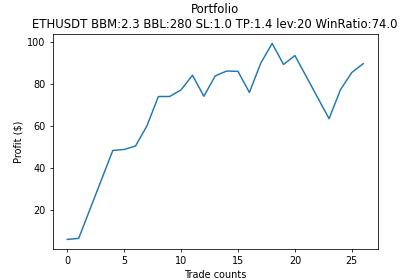 Portfolio
ETHUSDT BBM:2.3 BBL:280 SL:1.0 TP:1.4 lev:20 WinRatio:74.0
100
80
60
40
20
Profit ($)
0 5 10 15 20 25
Trade counts